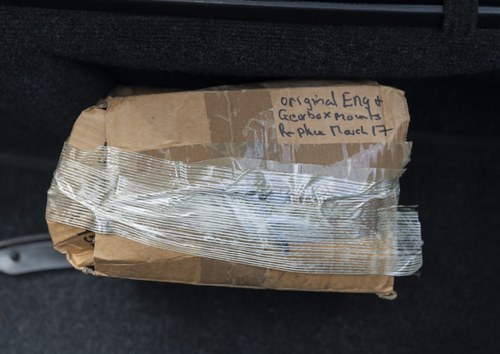 original Eng &
Gearbox mounts
Replace March 17